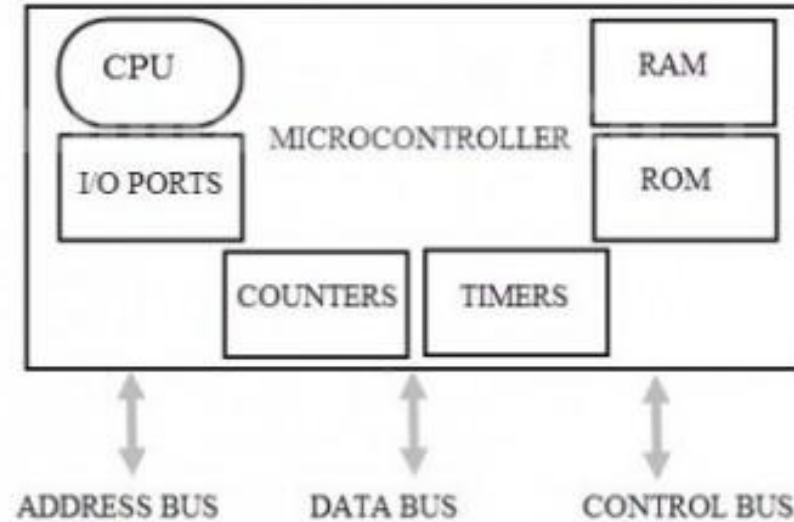 CPU
RAM
MICROCONTROLLER
I/O PORTS
ROM
COUNTERS
TIMERS
ADDRESS BUS
DATA BUS
CONTROL BUS